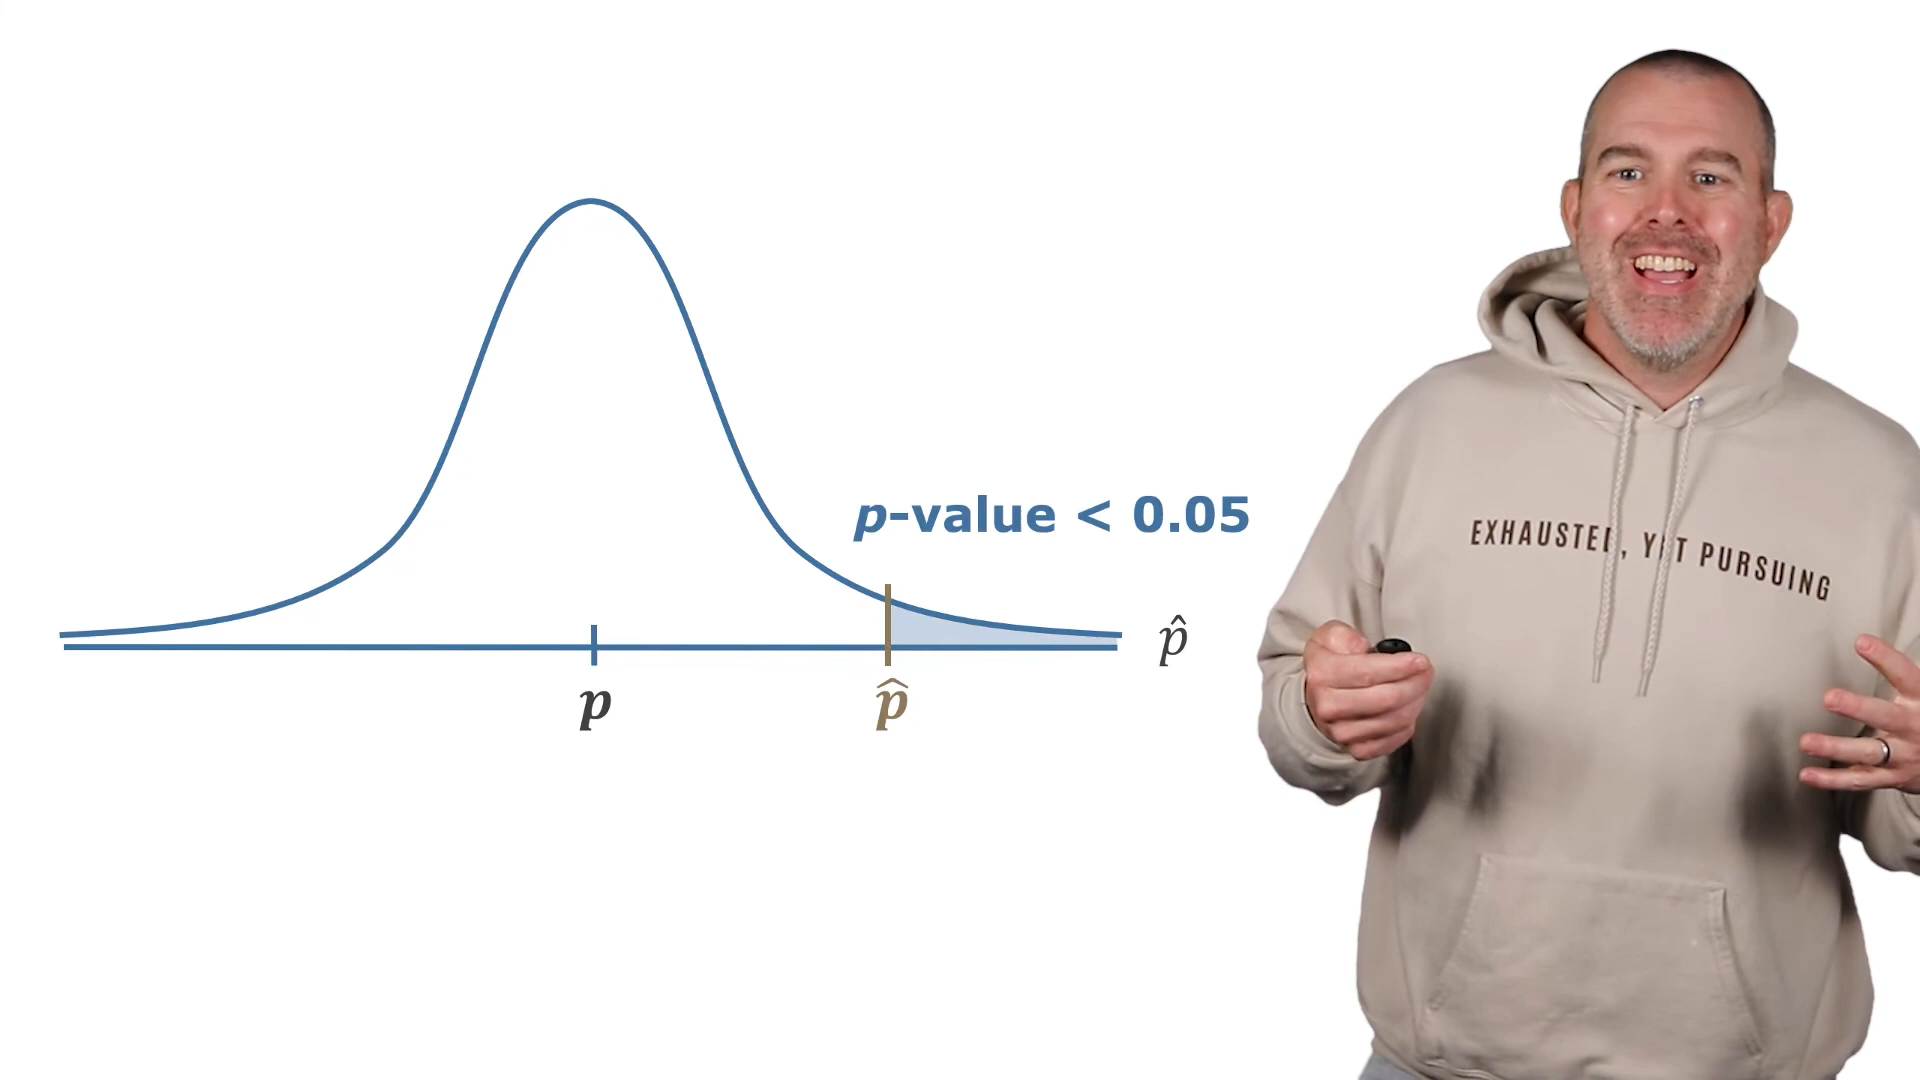 p-value < 0.05
p̂
p
p̂
EXHAUSTED, YET PURSUING